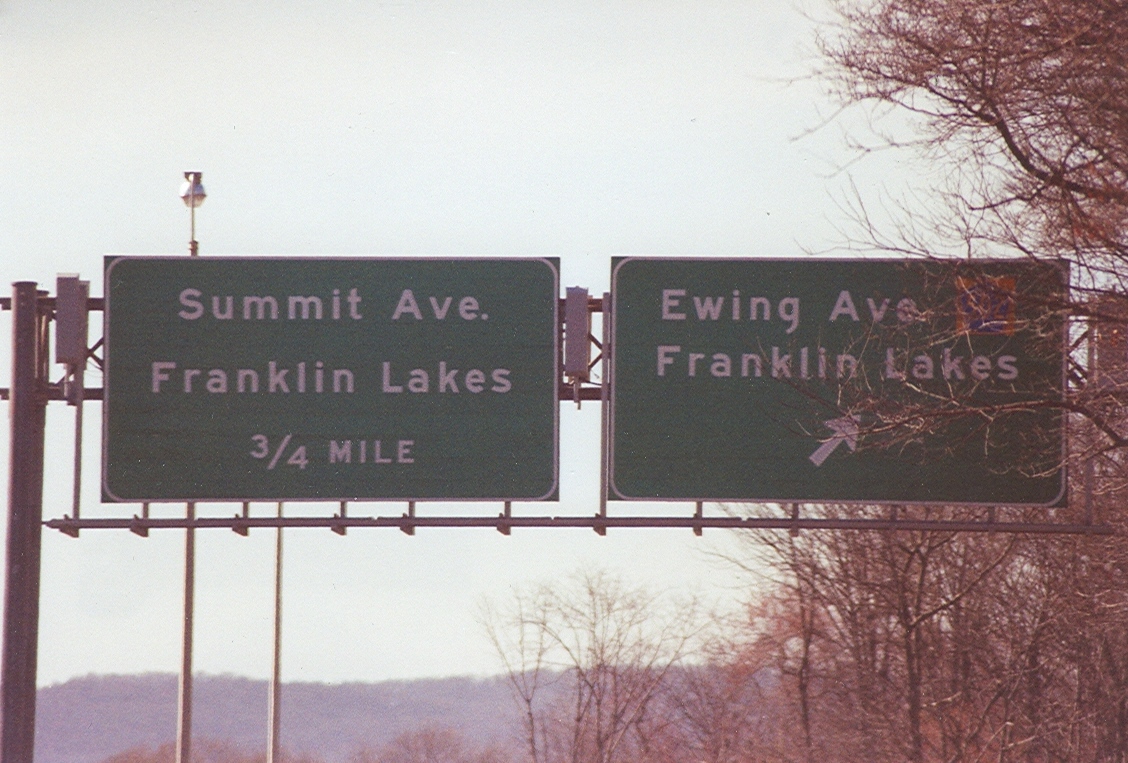 Summit Ave.
Franklin Lakes
3/4 MILE
Ewing Ave.
Franklin Lakes